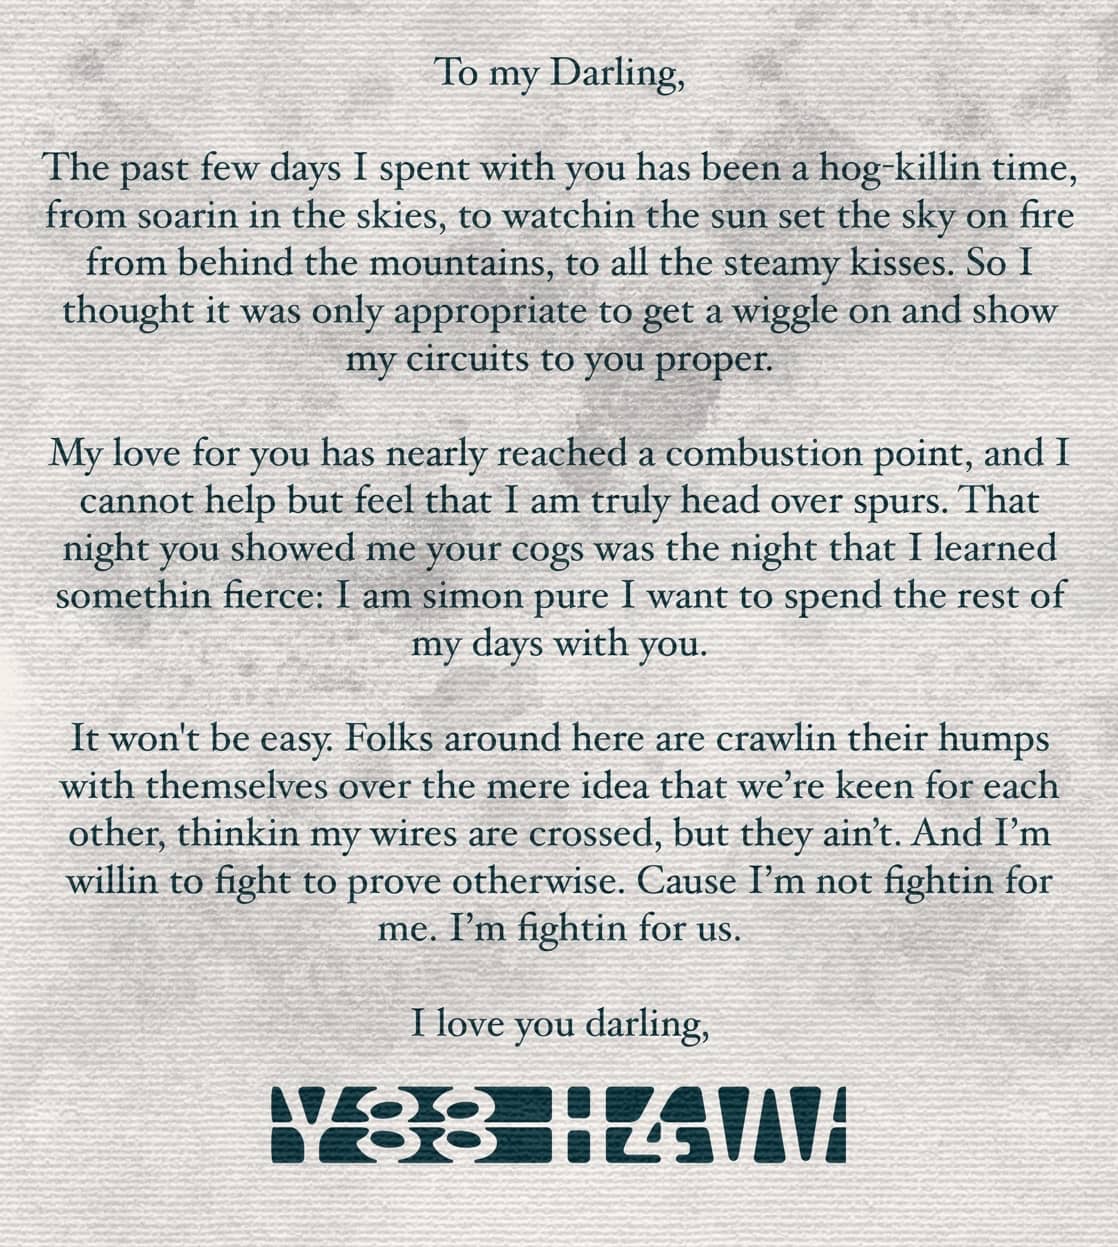 To my Darling,
The past few days I spent with you has been a hog-killin time,
from soarin in the skies, to watchin the sun set the sky on fire
from behind the mountains, to all the steamy kisses. So I
thought it was only appropriate to get a wiggle on and show
my circuits to you proper.
My love for you has nearly reached a combustion point, and I
cannot help but feel that I am truly head over spurs. That
night you showed me your cogs was the night that I learned
somethin fierce: I am simon pure I want to spend the rest of
my days with you.
It won't be easy. Folks around here are crawlin their humps
with themselves over the mere idea that we’re keen for each
other, thinkin my wires are crossed, but they ain’t. And I’m
willin to fight to prove otherwise. Cause I’m not fightin for
me. I’m fightin for us.
I love you darling,
Y88 H4W